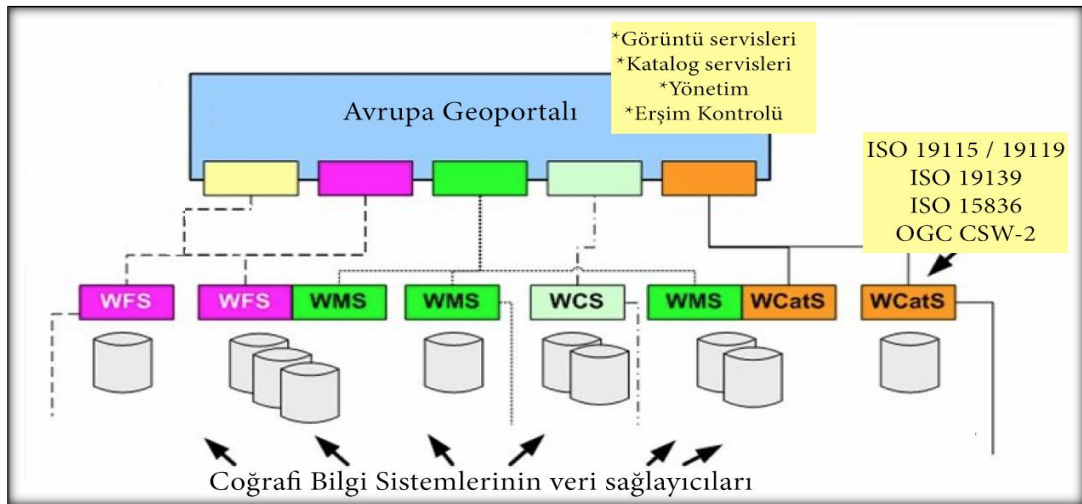 *Görüntü servisleri
*Katalog servisleri
*Yönetim
*Erşim Kontrolü
Avrupa Geoportalı
ISO 19115 / 19119
ISO 19139
ISO 15836
OGC CSW-2
WFS WFS WMS WMS WCS WMS WCatS WCatS
Coğrafi Bilgi Sistemlerinin veri sağlayıcıları